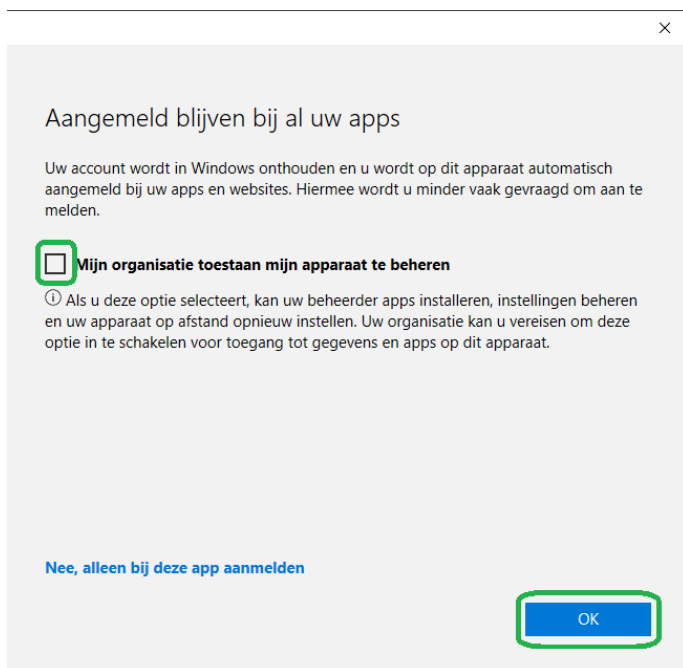 Aangemeld blijven bij al uw apps
Uw account wordt in Windows onthouden en u wordt op dit apparaat automatisch
aangemeld bij uw apps en websites. Hiermee wordt u minder vaak gevraagd om aan te
melden.
Mijn organisatie toestaan mijn apparaat te beheren
Als u deze optie selecteert, kan uw beheerder apps installeren, instellingen beheren
en uw apparaat op afstand opnieuw instellen. Uw organisatie kan u vereisen om deze
optie in te schakelen voor toegang tot gegevens en apps op dit apparaat.
Nee, alleen bij deze app aanmelden
OK